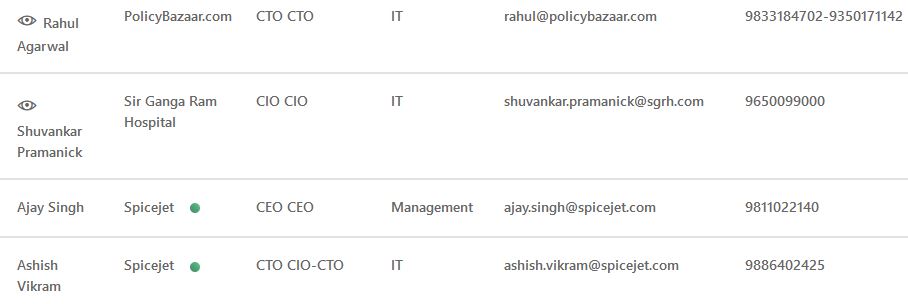 Rahul Agarwal PolicyBazaar.com CTO CTO IT rahul@policybazaar.com 9833184702-9350171142
Shuvankar Pramanick Sir Ganga Ram Hospital CIO CIO IT shuvankar.pramanick@sgrh.com 9650099000
Ajay Singh Spicejet CEO CEO Management ajay.singh@spicejet.com 9811022140
Ashish Vikram Spicejet CTO CIO-CTO IT ashish.vikram@spicejet.com 9886402425